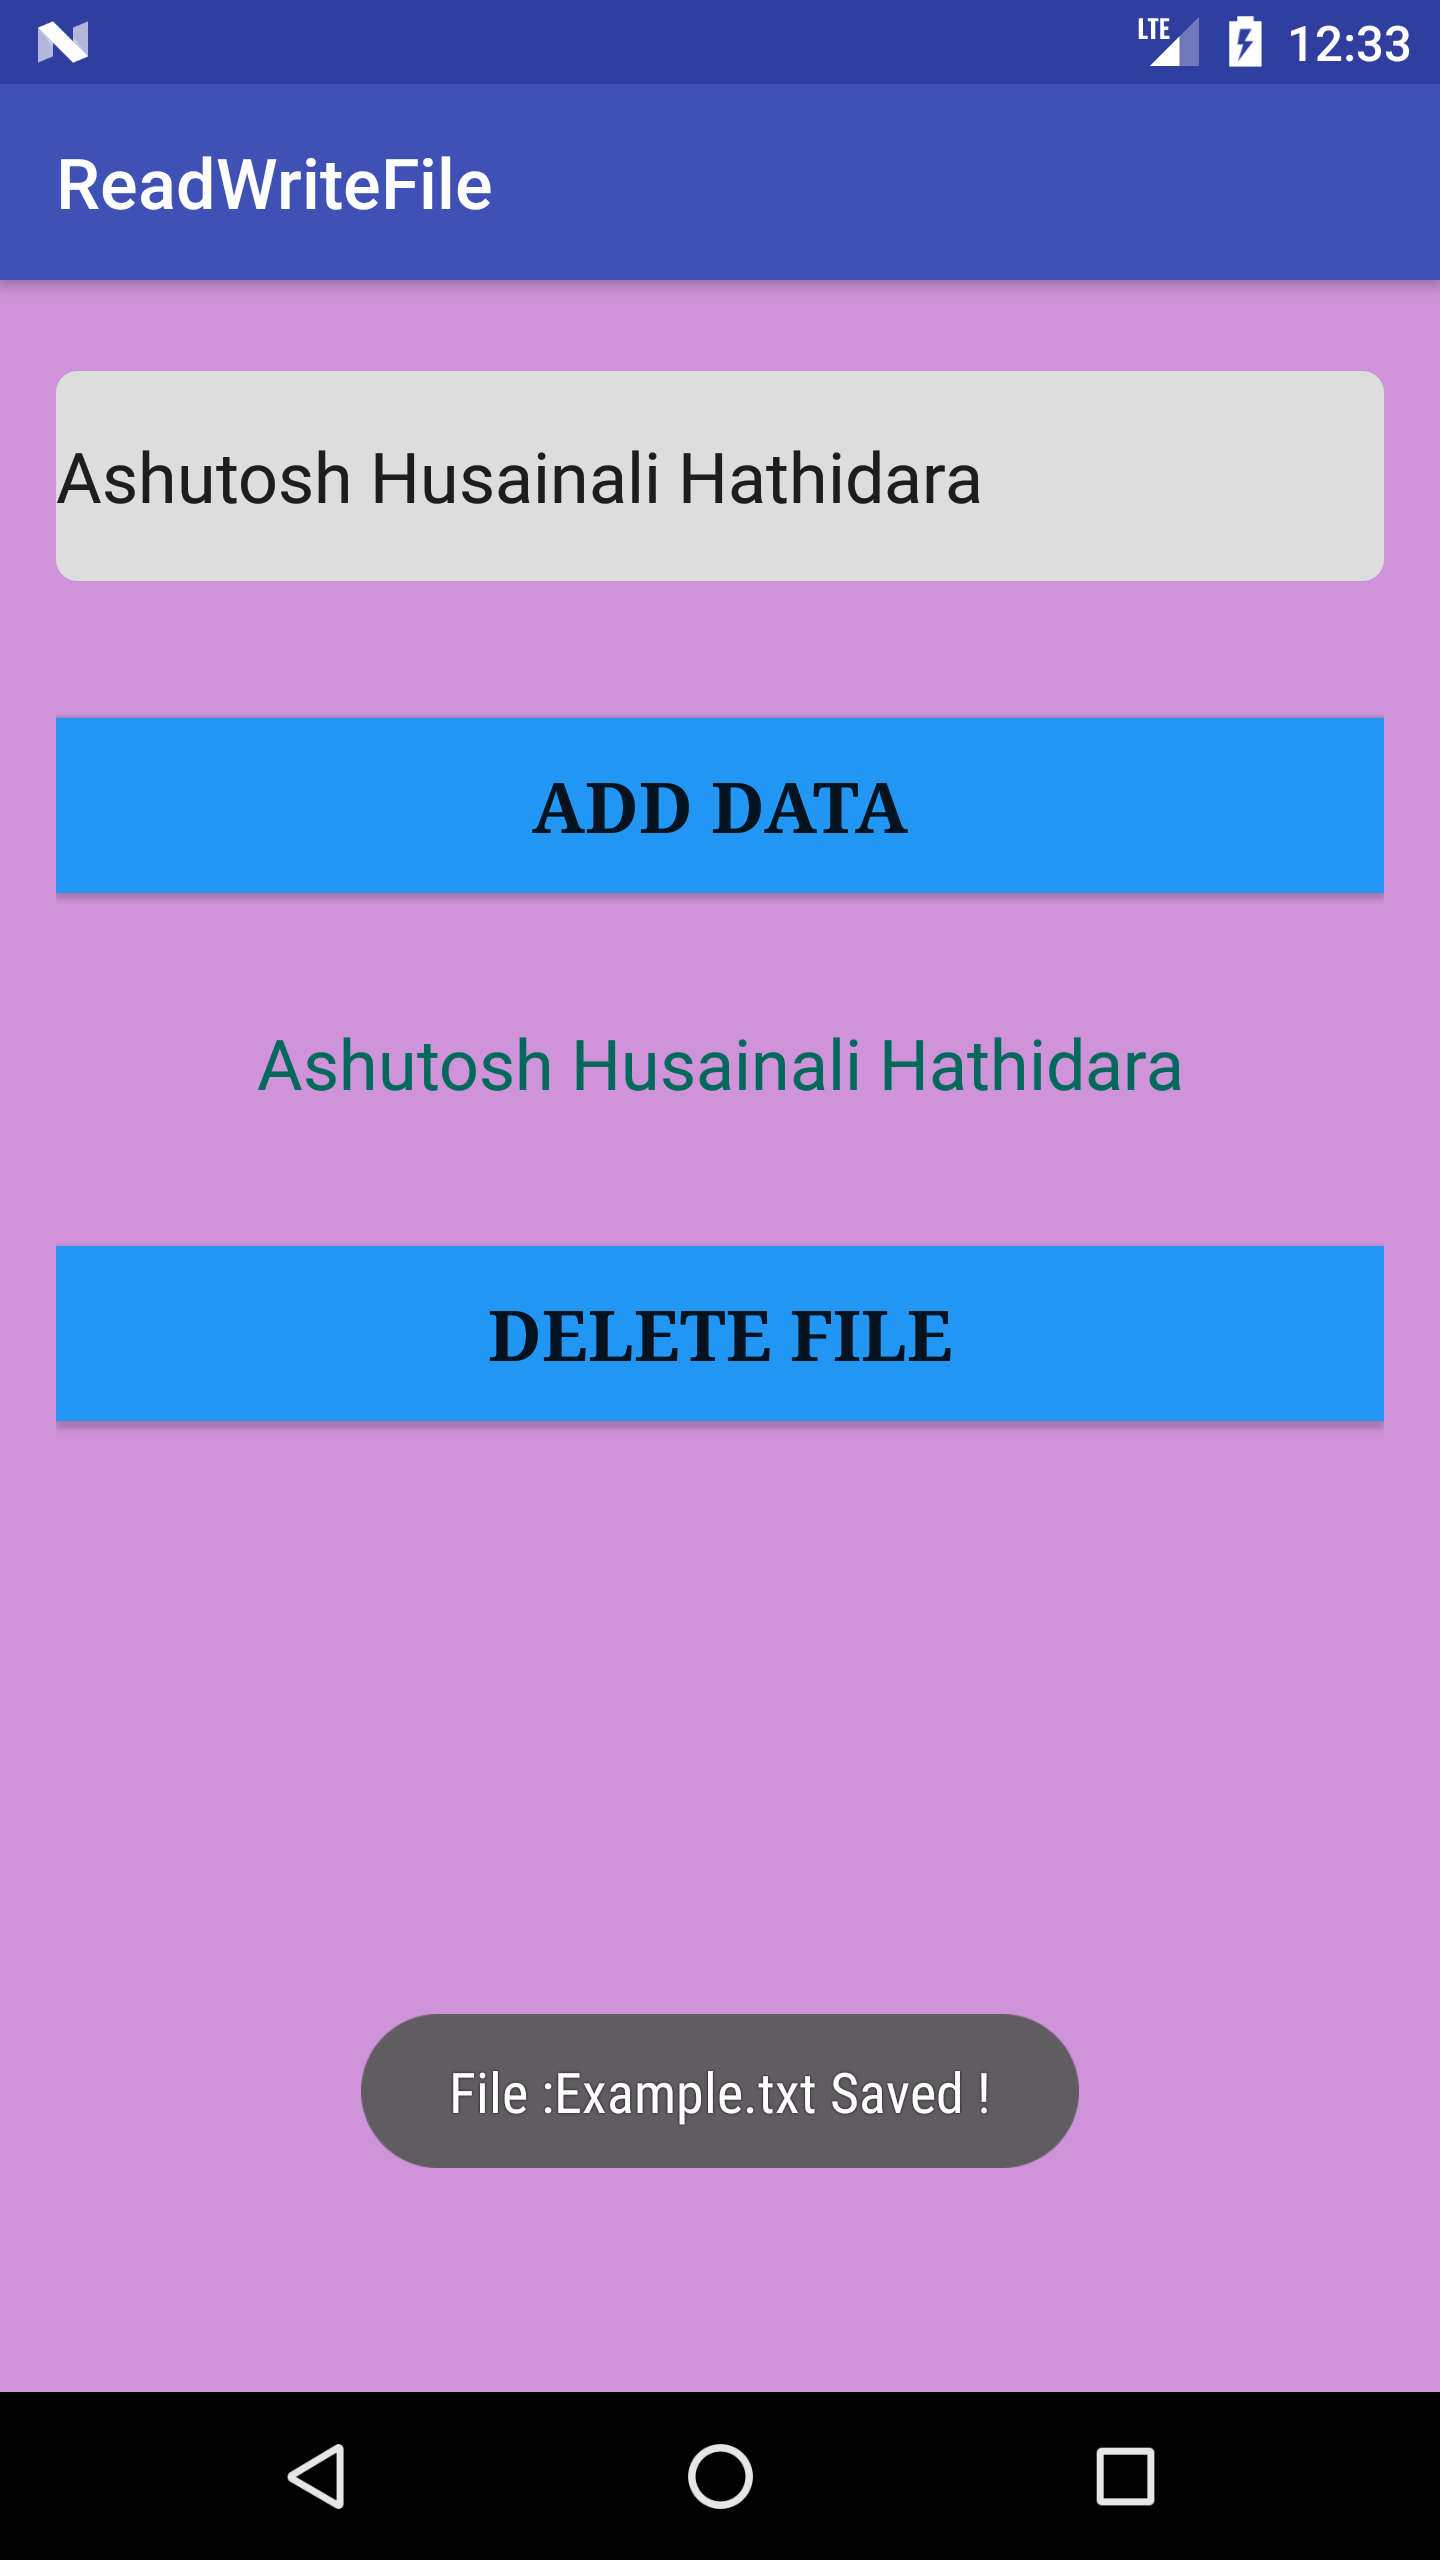 LTE 12:33
ReadWriteFile
Ashutosh Husainali Hathidara
ADD DATA
Ashutosh Husainali Hathidara
DELETE FILE
File :Example.txt Saved !